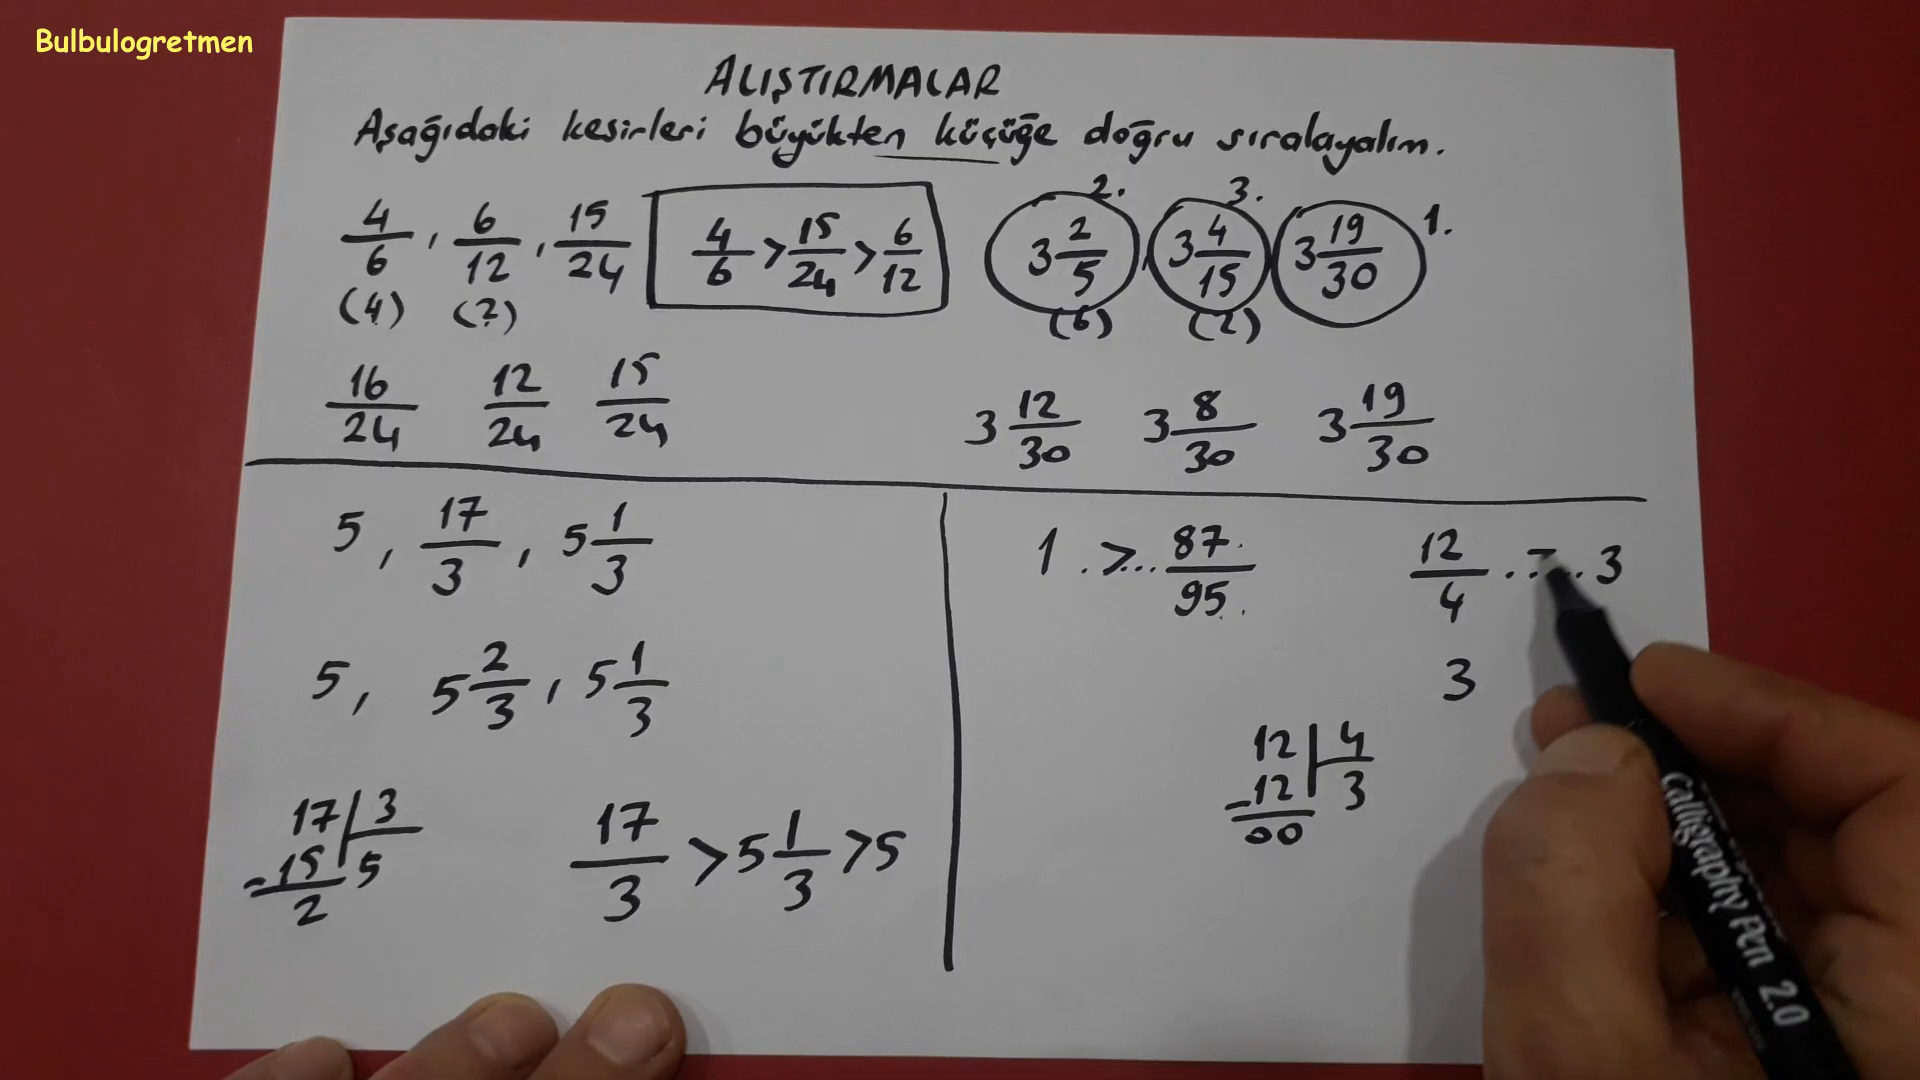 Bulbulogretmen
ALIŞTIRMALAR
Aşağıdaki kesirleri büyükten küçüğe doğru sıralayalım.
4/6, 6/12, 15/24
(4) (2)
4/6 > 15/24 > 6/12
16/24 12/24 15/24
2. 3. 1.
3 2/5, 3 4/15, 3 19/30
(6) (2)
3 12/30 3 8/30 3 19/30
5, 17/3, 5 1/3
5, 5 2/3, 5 1/3
17 | 3
-15 5
2
17/3 > 5 1/3 > 5
1 .>... 87/95
12/4 ..=.. 3
3
12 | 4
-12 3
00
Calligraphy Pen 2.0